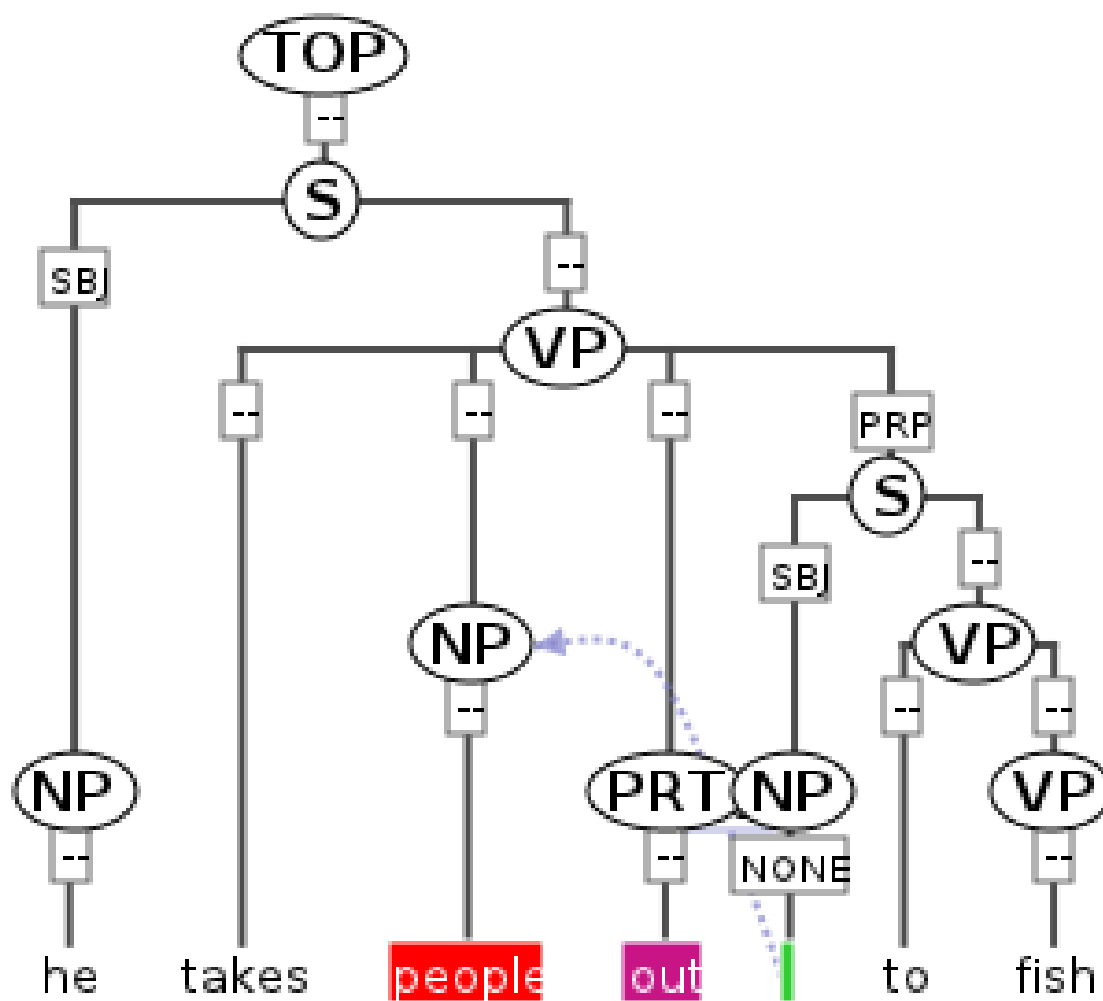 TOP
--
S
SBJ --
VP
-- -- -- PRP
S
SBJ --
NP VP
-- -- --
NP PRT NP VP
-- -- NONE --
he takes people out to fish